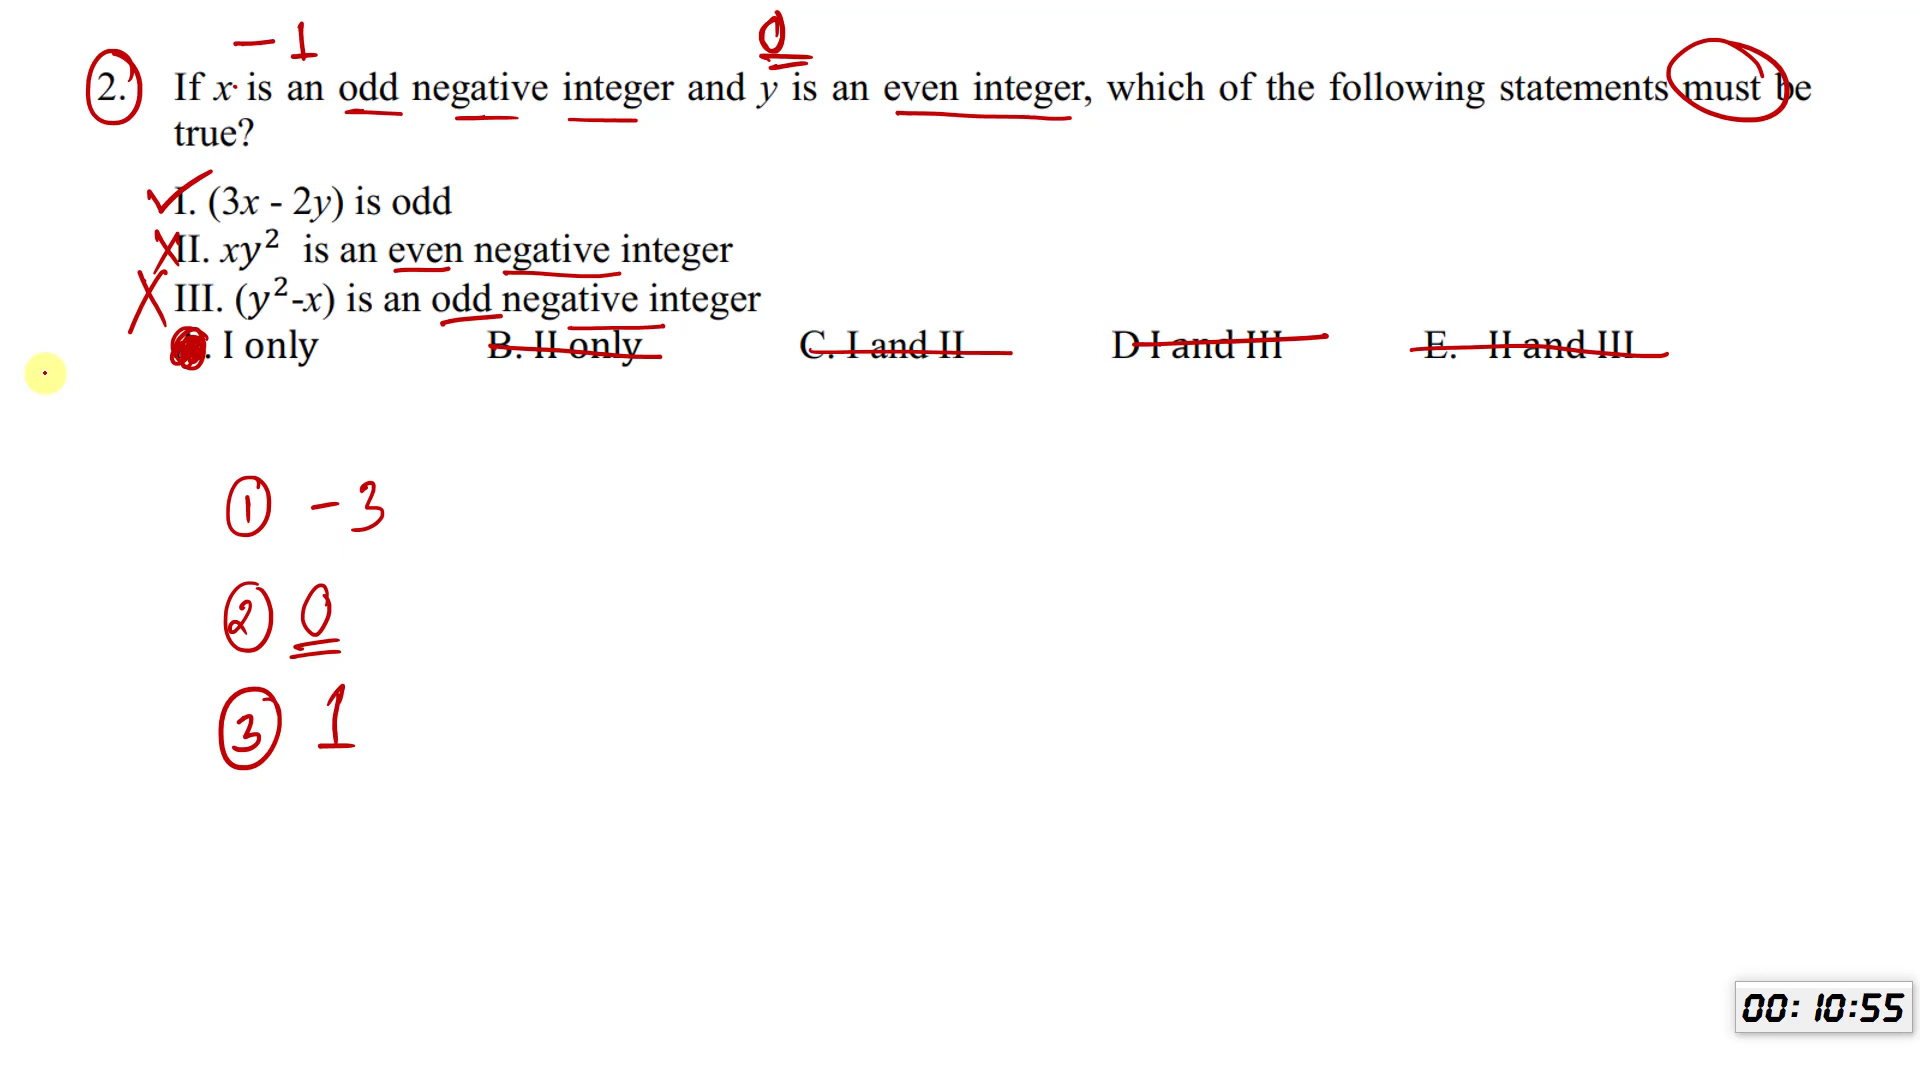 - 1 0
2. If x is an odd negative integer and y is an even integer, which of the following statements must be
true?
I. (3x - 2y) is odd
II. xy² is an even negative integer
III. (y²-x) is an odd negative integer
. I only B. II only C. I and II D I and III E. II and III
1 - 3
2 0
3 1
00:10:55